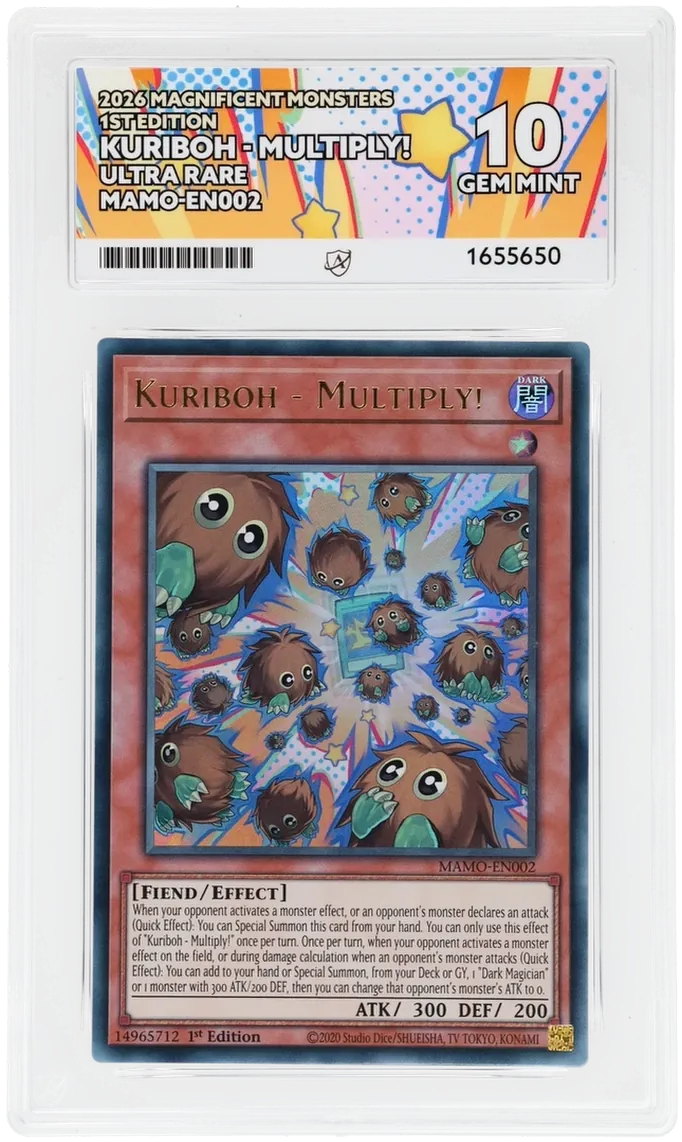 2026 MAGNIFICENT MONSTERS
1ST EDITION
KURIBOH - MULTIPLY!
ULTRA RARE
MAMO-EN002
10
GEM MINT
A
1655650
KURIBOH - MULTIPLY!
DARK
闇
MAMO-EN002
[FIEND/EFFECT]
When your opponent activates a monster effect, or an opponent's monster declares an attack
(Quick Effect): You can Special Summon this card from your hand. You can only use this effect
of "Kuriboh - Multiply!" once per turn. Once per turn, when your opponent activates a monster
effect on the field, or during damage calculation when an opponent's monster attacks (Quick
Effect): You can add to your hand or Special Summon, from your Deck or GY, 1 "Dark Magician"
or 1 monster with 300 ATK/200 DEF, then you can change that opponent's monster's ATK to 0.
ATK/ 300 DEF/ 200
14965712 1st Edition
©2020 Studio Dice/SHUEISHA, TV TOKYO, KONAMI